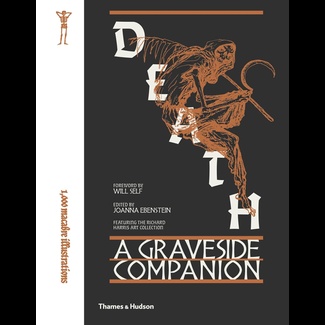 1,000 macabre illustrations
DEATH
FOREWORD BY
WILL SELF
EDITED BY
JOANNA EBENSTEIN
FEATURING THE RICHARD
HARRIS ART COLLECTION
A GRAVESIDE
COMPANION
Thames & Hudson